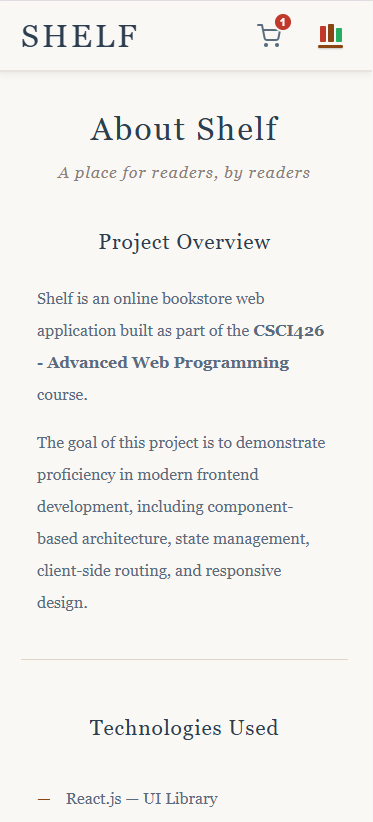 SHELF
1
About Shelf
A place for readers, by readers
Project Overview
Shelf is an online bookstore web
application built as part of the CSCI426
- Advanced Web Programming
course.
The goal of this project is to demonstrate
proficiency in modern frontend
development, including component-
based architecture, state management,
client-side routing, and responsive
design.
Technologies Used
— React.js — UI Library